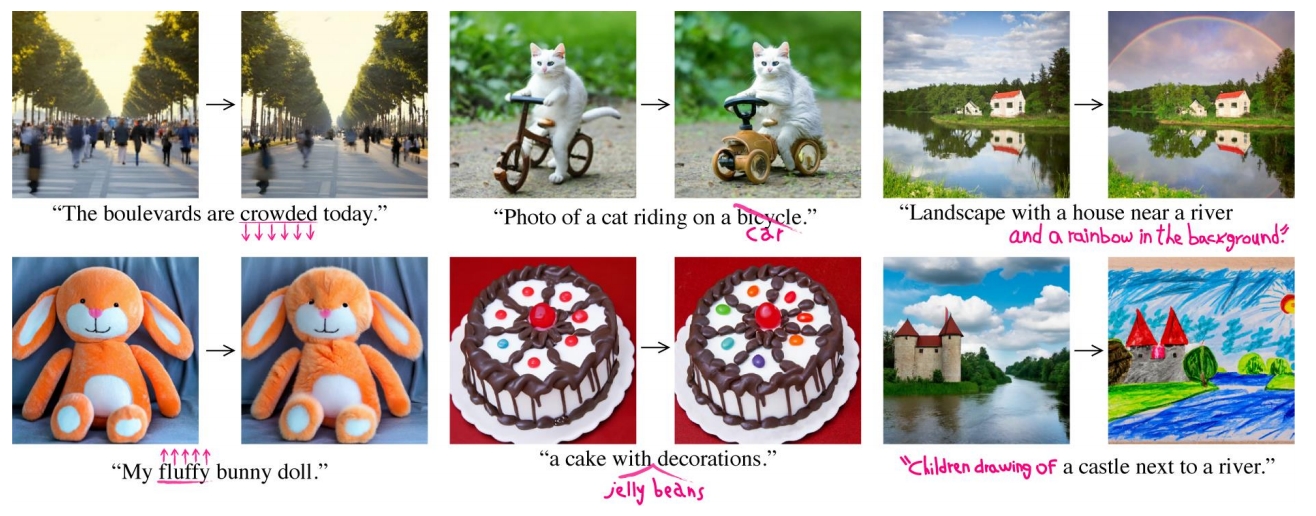 “The boulevards are crowded today.”
“Photo of a cat riding on a bicycle.”
car
“Landscape with a house near a river
and a rainbow in the background.”
“My fluffy bunny doll.”
“a cake with decorations.”
jelly beans
“Children drawing of a castle next to a river.”